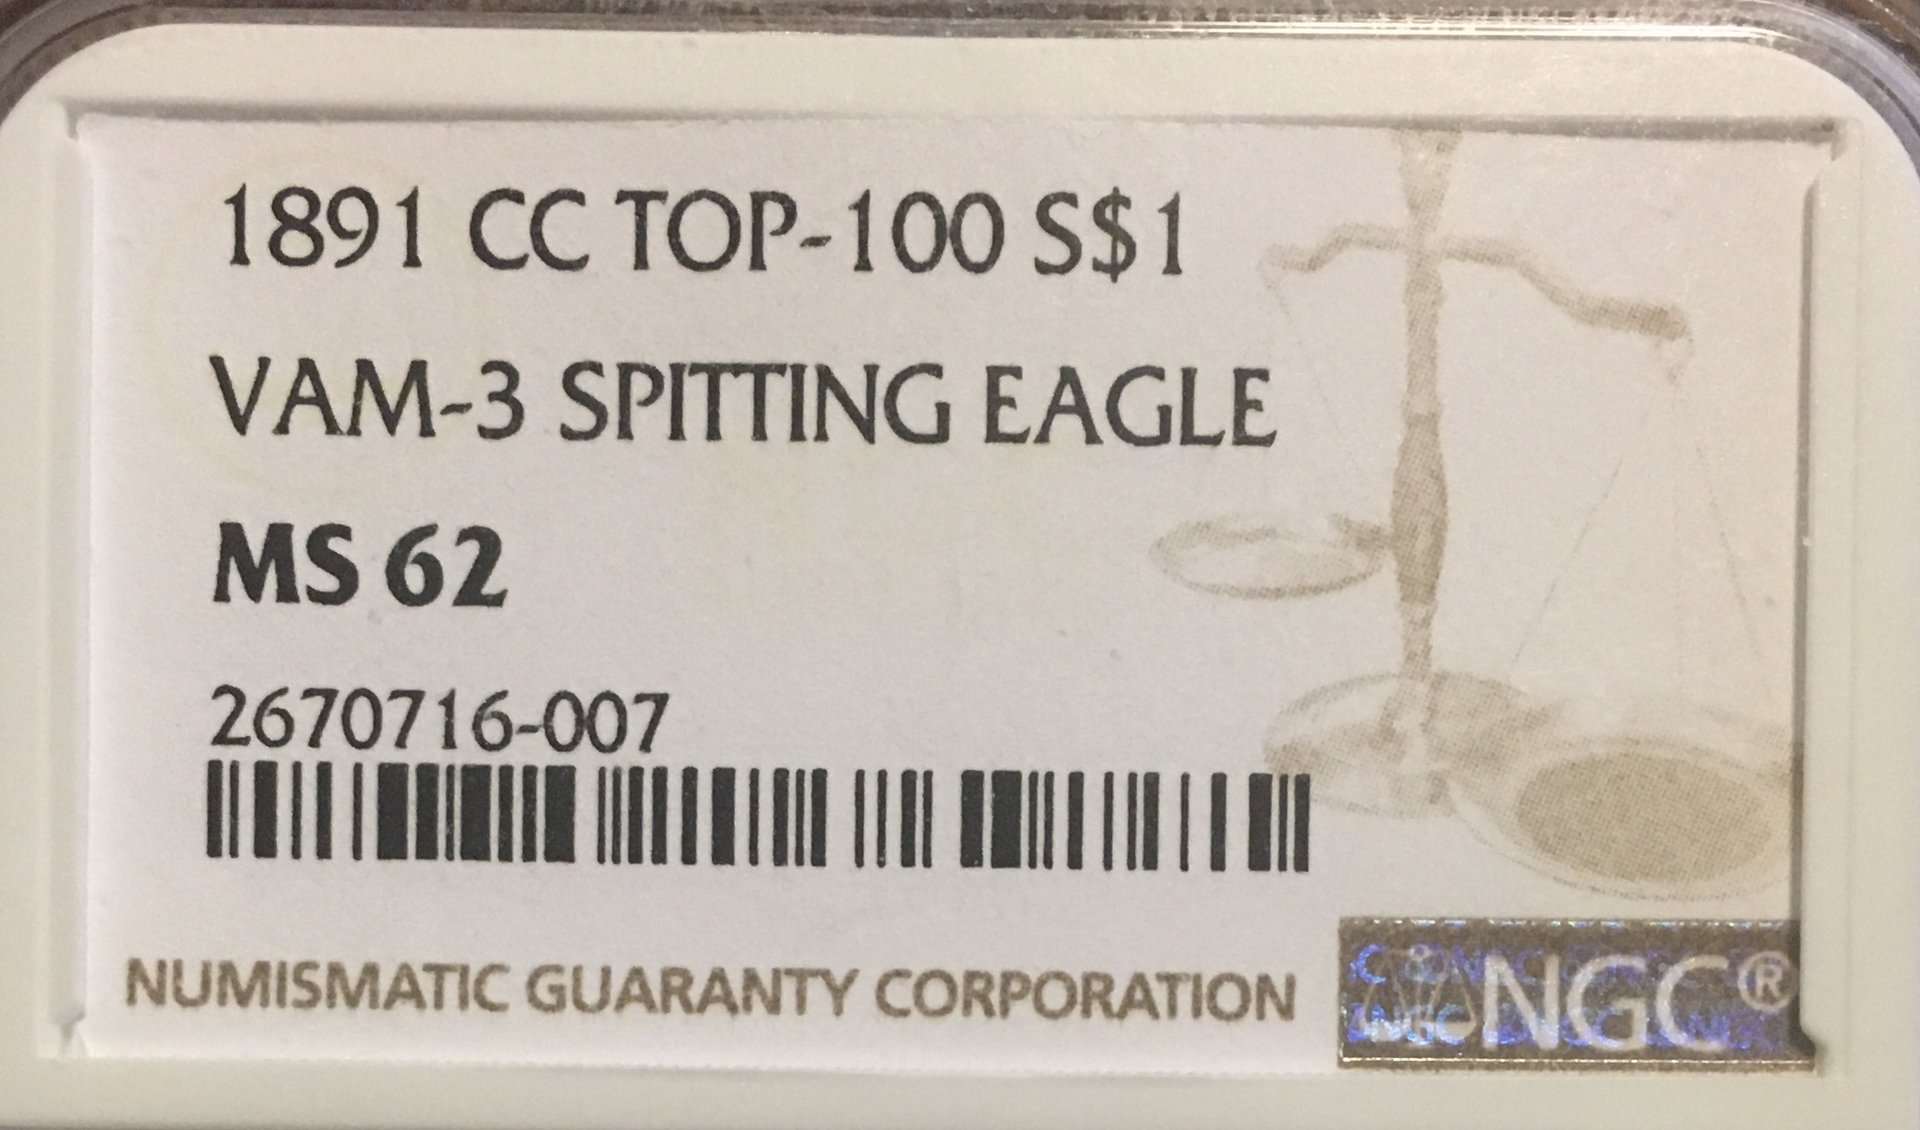 1891 CC TOP-100 S$1
VAM-3 SPITTING EAGLE
MS 62
2670716-007
NUMISMATIC GUARANTY CORPORATION
NGC®